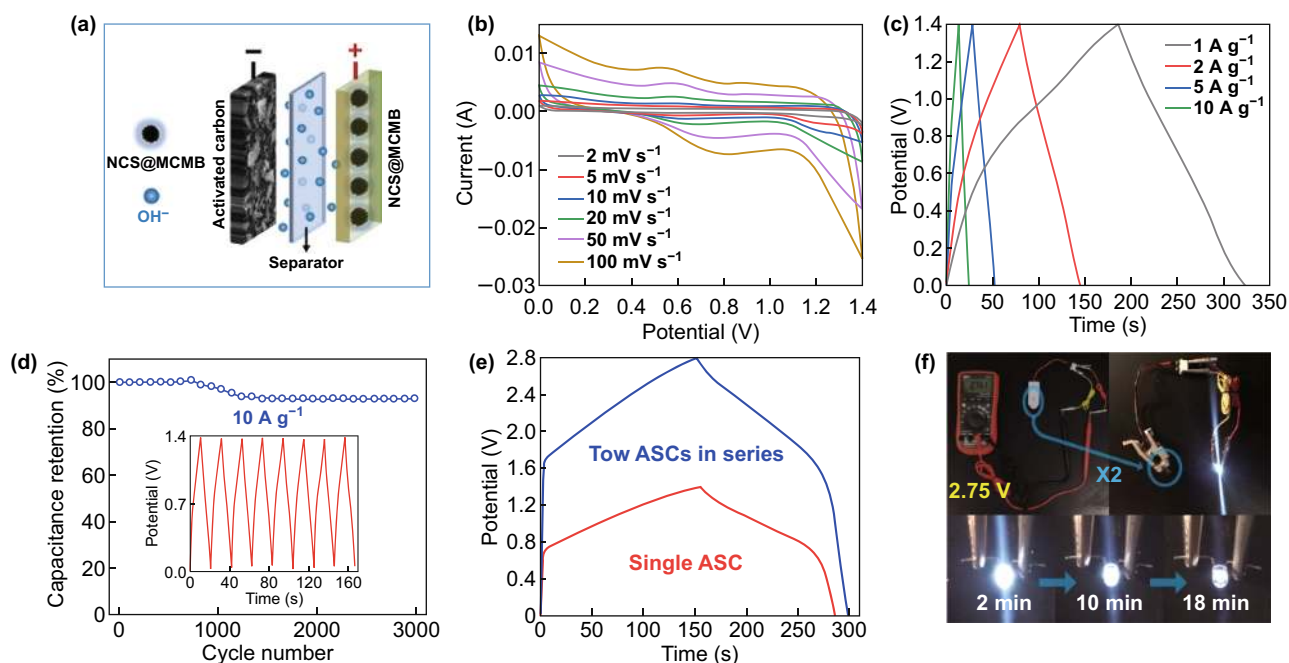 (a)
−
+
NCS@MCMB
OH⁻
Activated carbon
NCS@MCMB
Separator
(b)
Current (A)
0.01
0.00
−0.01
−0.03
2 mV s⁻¹
5 mV s⁻¹
10 mV s⁻¹
20 mV s⁻¹
50 mV s⁻¹
100 mV s⁻¹
0.0 0.2 0.4 0.6 0.8 1.0 1.2 1.4
Potential (V)
(c)
Potential (V)
1.4
1.2
1.0
0.8
0.6
0.4
0.2
0.0
1 A g⁻¹
2 A g⁻¹
5 A g⁻¹
10 A g⁻¹
0 50 100 150 200 250 300 350
Time (s)
(d)
Capacitance retention (%)
100
80
60
40
20
0
10 A g⁻¹
Potential (V)
1.4
0.7
0.0
0 40 80 120 160
Time (s)
0 1000 2000 3000
Cycle number
(e)
Potential (V)
2.8
2.4
2.0
1.6
1.2
0.8
0.4
0
Tow ASCs in series
Single ASC
0 50 100 150 200 250 300
Time (s)
(f)
2.75 V
X2
2 min
10 min
18 min